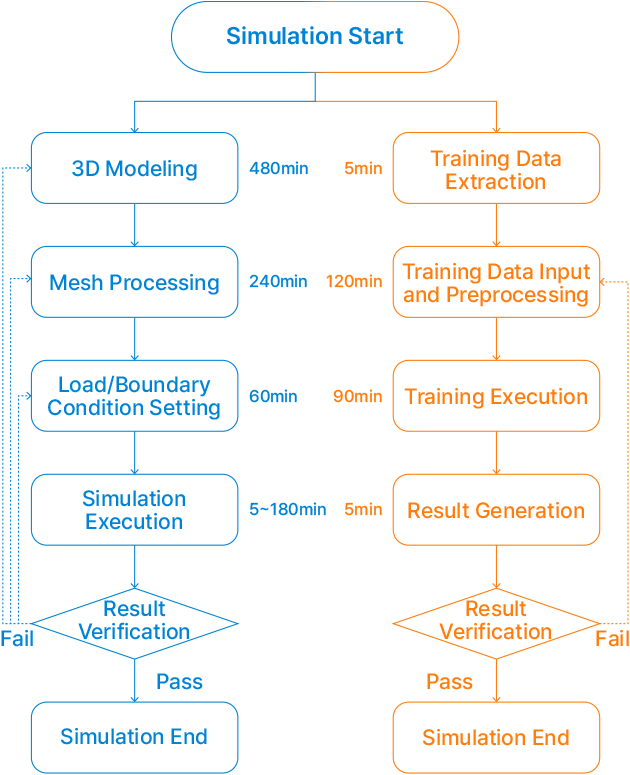 Simulation Start
3D Modeling
480min
5min
Training Data
Extraction
Mesh Processing
240min
120min
Training Data Input
and Preprocessing
Load/Boundary
Condition Setting
60min
90min
Training Execution
Simulation
Execution
5~180min
5min
Result Generation
Result
Verification
Fail
Result
Verification
Fail
Pass
Pass
Simulation End
Simulation End